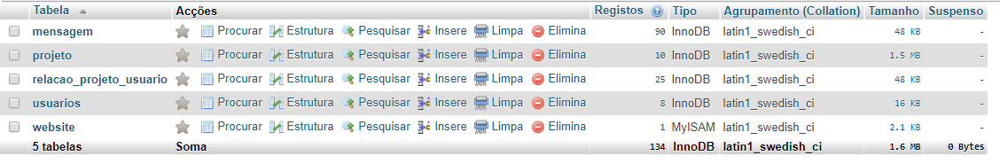 Tabela Acções Registos Tipo Agrupamento (Collation) Tamanho Suspenso
mensagem Procurar Estrutura Pesquisar Insere Limpa Elimina 90 InnoDB latin1_swedish_ci 48 KB -
projeto Procurar Estrutura Pesquisar Insere Limpa Elimina 10 InnoDB latin1_swedish_ci 1.5 MB -
relacao_projeto_usuario Procurar Estrutura Pesquisar Insere Limpa Elimina 25 InnoDB latin1_swedish_ci 48 KB -
usuarios Procurar Estrutura Pesquisar Insere Limpa Elimina 8 InnoDB latin1_swedish_ci 16 KB -
website Procurar Estrutura Pesquisar Insere Limpa Elimina 1 MyISAM latin1_swedish_ci 2.1 KB -
5 tabelas Soma 134 InnoDB latin1_swedish_ci 1.6 MB 0 Bytes